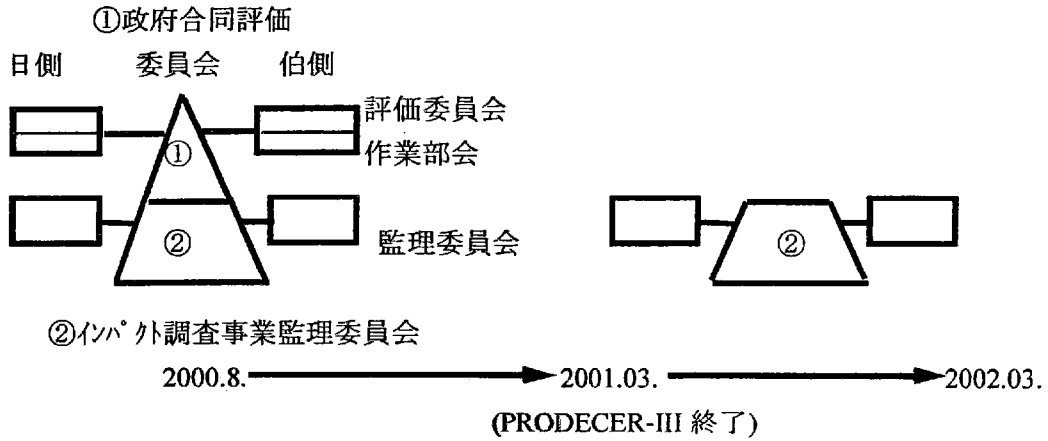 ①政府合同評価
日側 委員会 伯側
評価委員会
①
作業部会
②
監理委員会
②
②インパクト調査事業監理委員会
2000.8. 2001.03. 2002.03.
(PRODECER-III 終了)